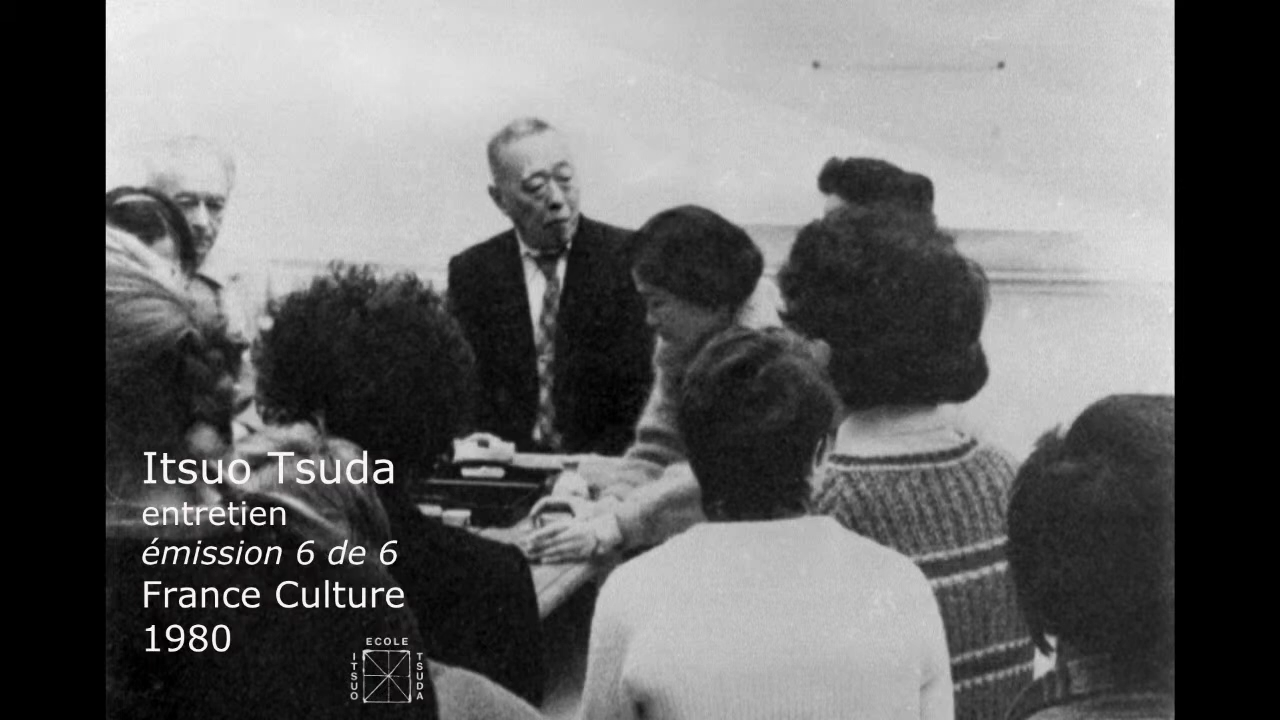 Itsuo Tsuda
entretien
émission 6 de 6
France Culture
1980
ECOLE
ITSUO
TSUDA